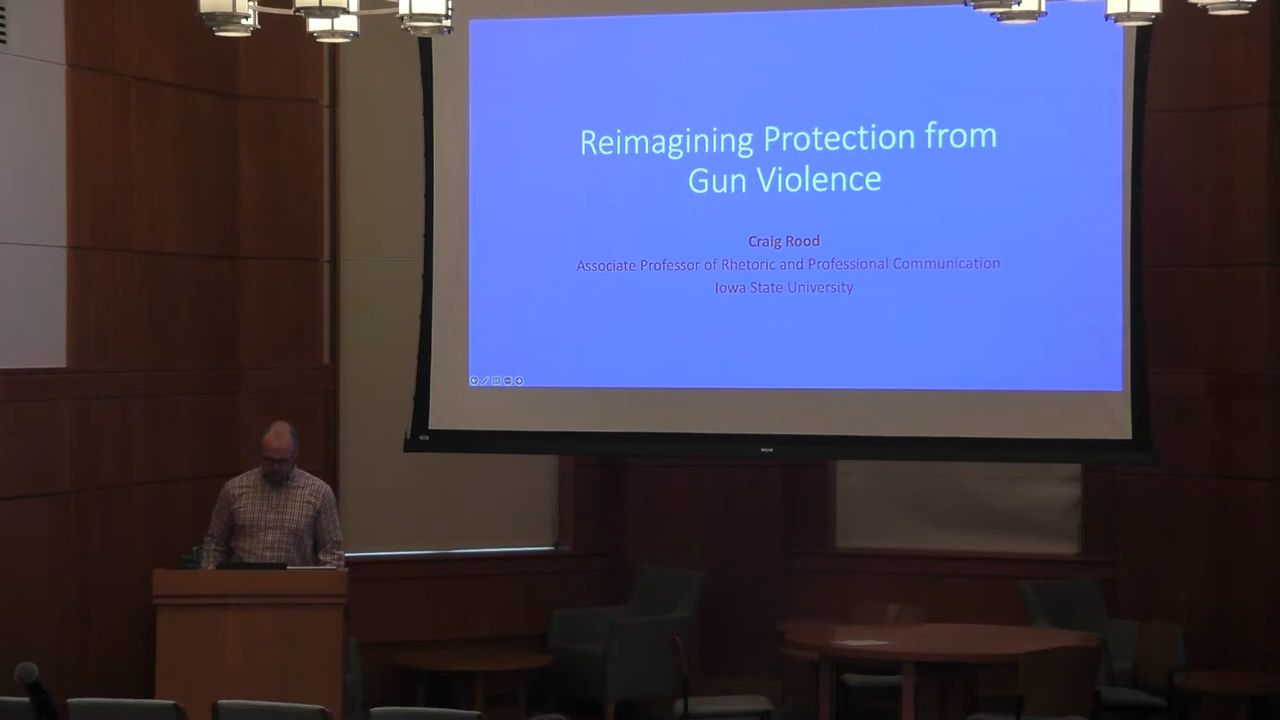 Reimagining Protection from
Gun Violence
Craig Rood
Associate Professor of Rhetoric and Professional Communication
Iowa State University